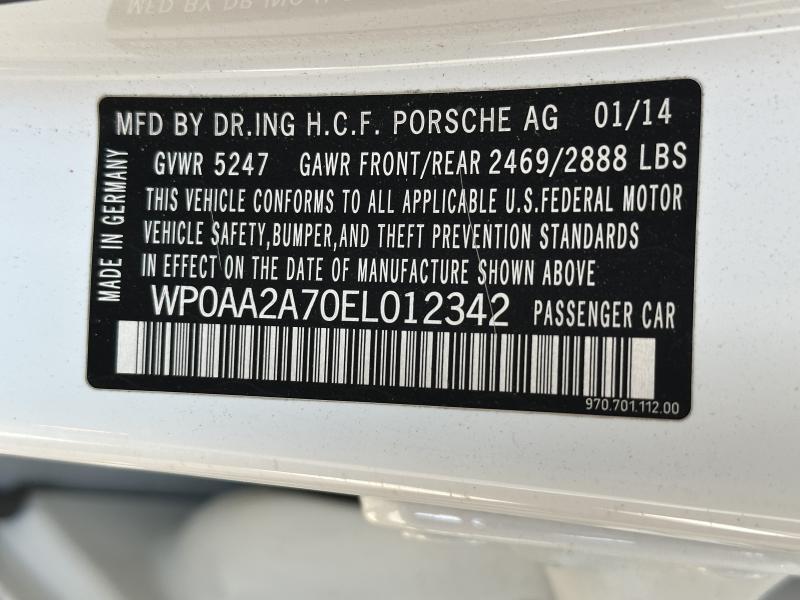 MFD BY DR.ING H.C.F. PORSCHE AG 01/14
GVWR 5247 GAWR FRONT/REAR 2469/2888 LBS
THIS VEHICLE CONFORMS TO ALL APPLICABLE U.S.FEDERAL MOTOR
VEHICLE SAFETY,BUMPER,AND THEFT PREVENTION STANDARDS
IN EFFECT ON THE DATE OF MANUFACTURE SHOWN ABOVE
WP0AA2A70EL012342 PASSENGER CAR
MADE IN GERMANY
970.701.112.00